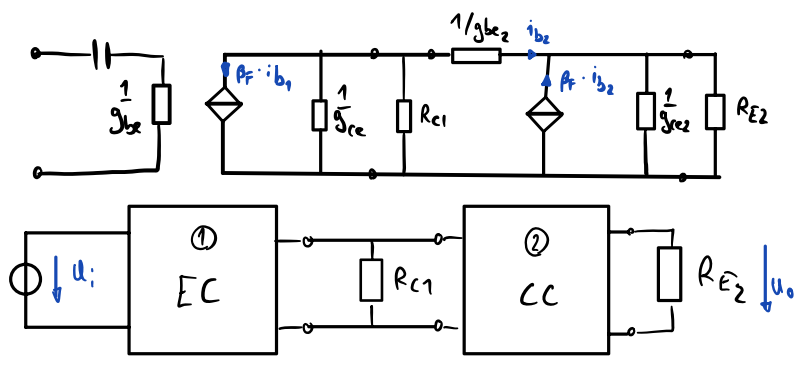 1/gbe2
ib2
βF · ib1
1/gbe
1/gce
RC1
βF · ib2
1/gce2
RE2
1
EC
ui
RC1
2
CC
RE2
uo